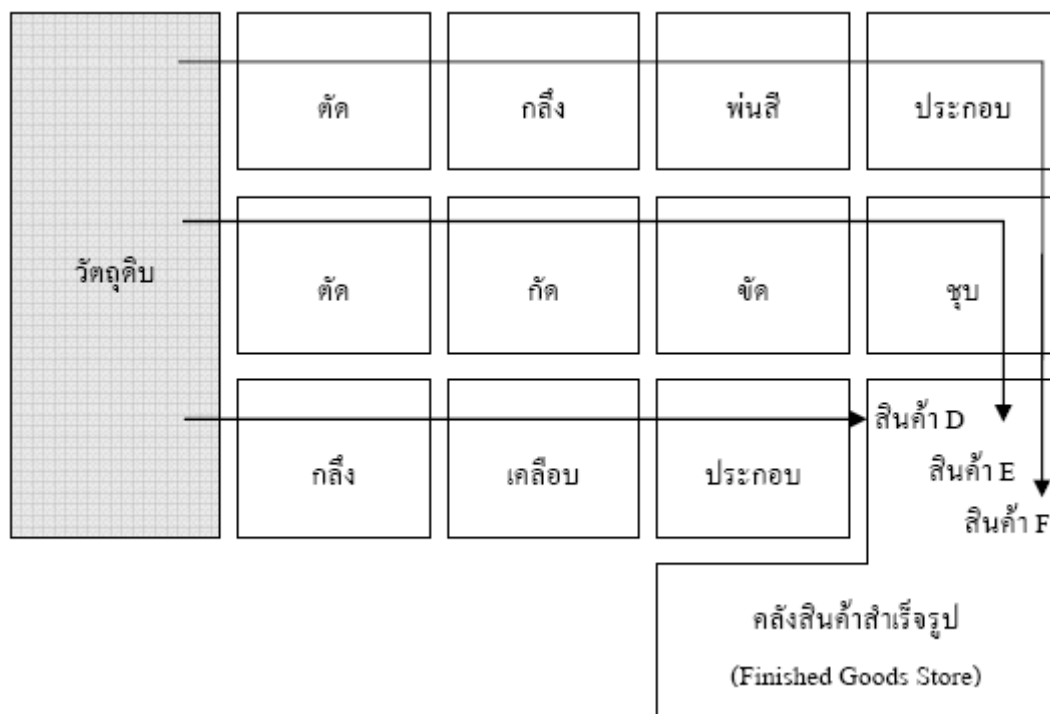 ตัด
กลึง
พ่นสี
ประกอบ
วัตถุดิบ
ตัด
กัด
ขัด
ชุบ
กลึง
เคลือบ
ประกอบ
สินค้า D
สินค้า E
สินค้า F
คลังสินค้าสำเร็จรูป
(Finished Goods Store)